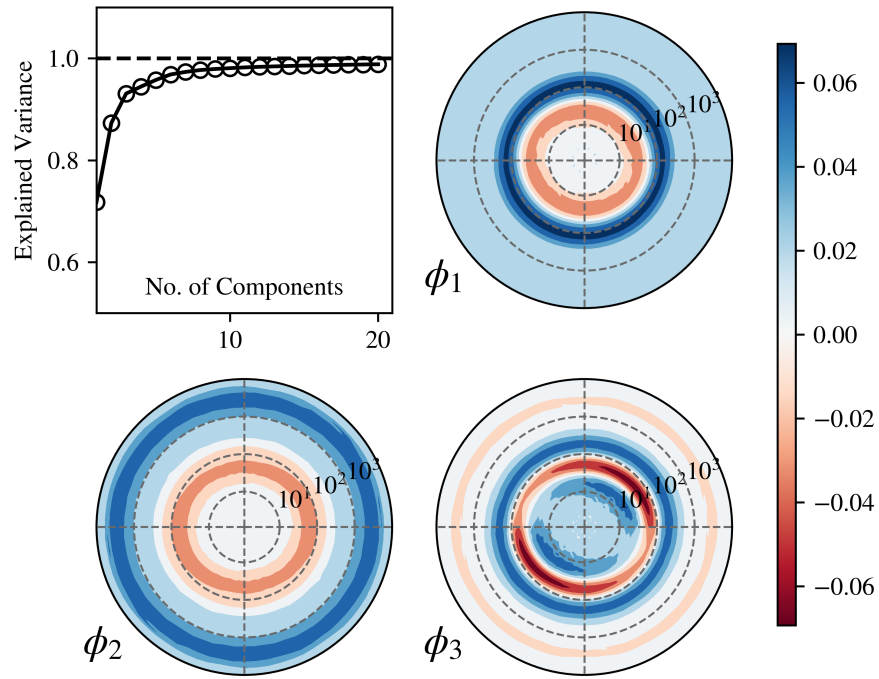 Explained Variance
1.0
0.8
0.6
No. of Components
10
20
10¹ 10² 10³
ϕ₁
10¹ 10² 10³
ϕ₂
10¹ 10² 10³
ϕ₃
0.06
0.04
0.02
0.00
−0.02
−0.04
−0.06